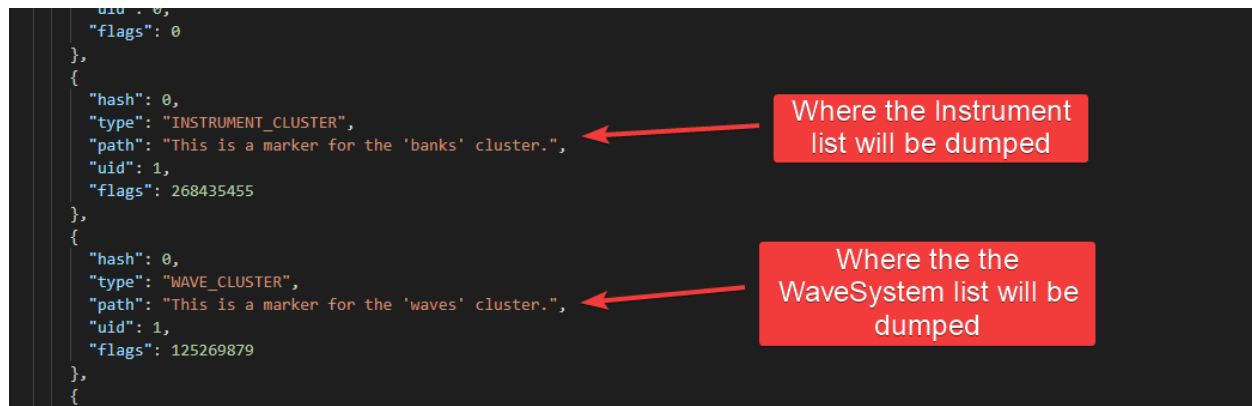 "uid": 0,
"flags": 0
},
{
"hash": 0,
"type": "INSTRUMENT_CLUSTER",
"path": "This is a marker for the 'banks' cluster.",
"uid": 1,
"flags": 268435455
},
{
"hash": 0,
"type": "WAVE_CLUSTER",
"path": "This is a marker for the 'waves' cluster.",
"uid": 1,
"flags": 125269879
},
{
Where the Instrument
list will be dumped
Where the the
WaveSystem list will be
dumped